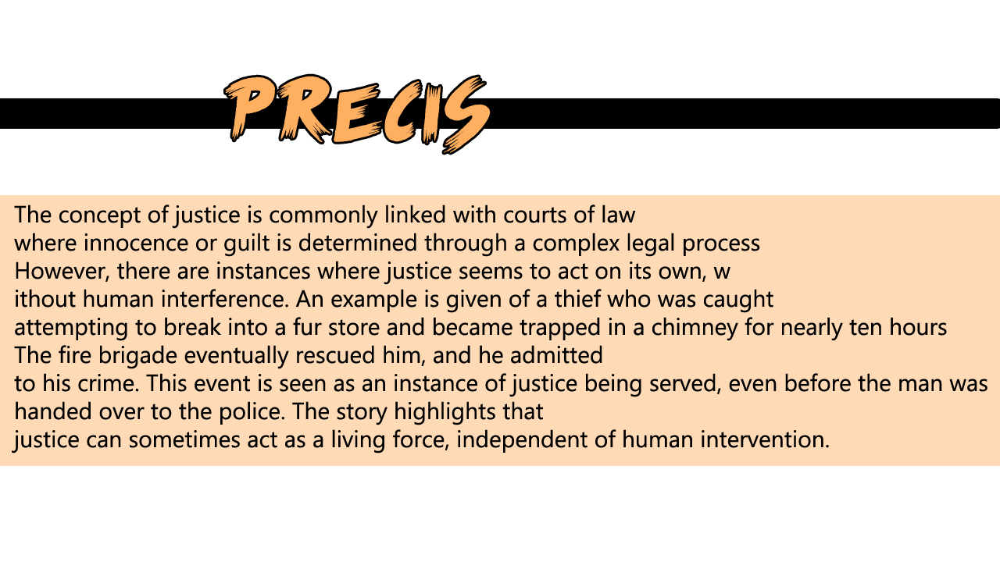 PRECIS
The concept of justice is commonly linked with courts of law
where innocence or guilt is determined through a complex legal process
However, there are instances where justice seems to act on its own, w
ithout human interference. An example is given of a thief who was caught
attempting to break into a fur store and became trapped in a chimney for nearly ten hours
The fire brigade eventually rescued him, and he admitted
to his crime. This event is seen as an instance of justice being served, even before the man was
handed over to the police. The story highlights that
justice can sometimes act as a living force, independent of human intervention.